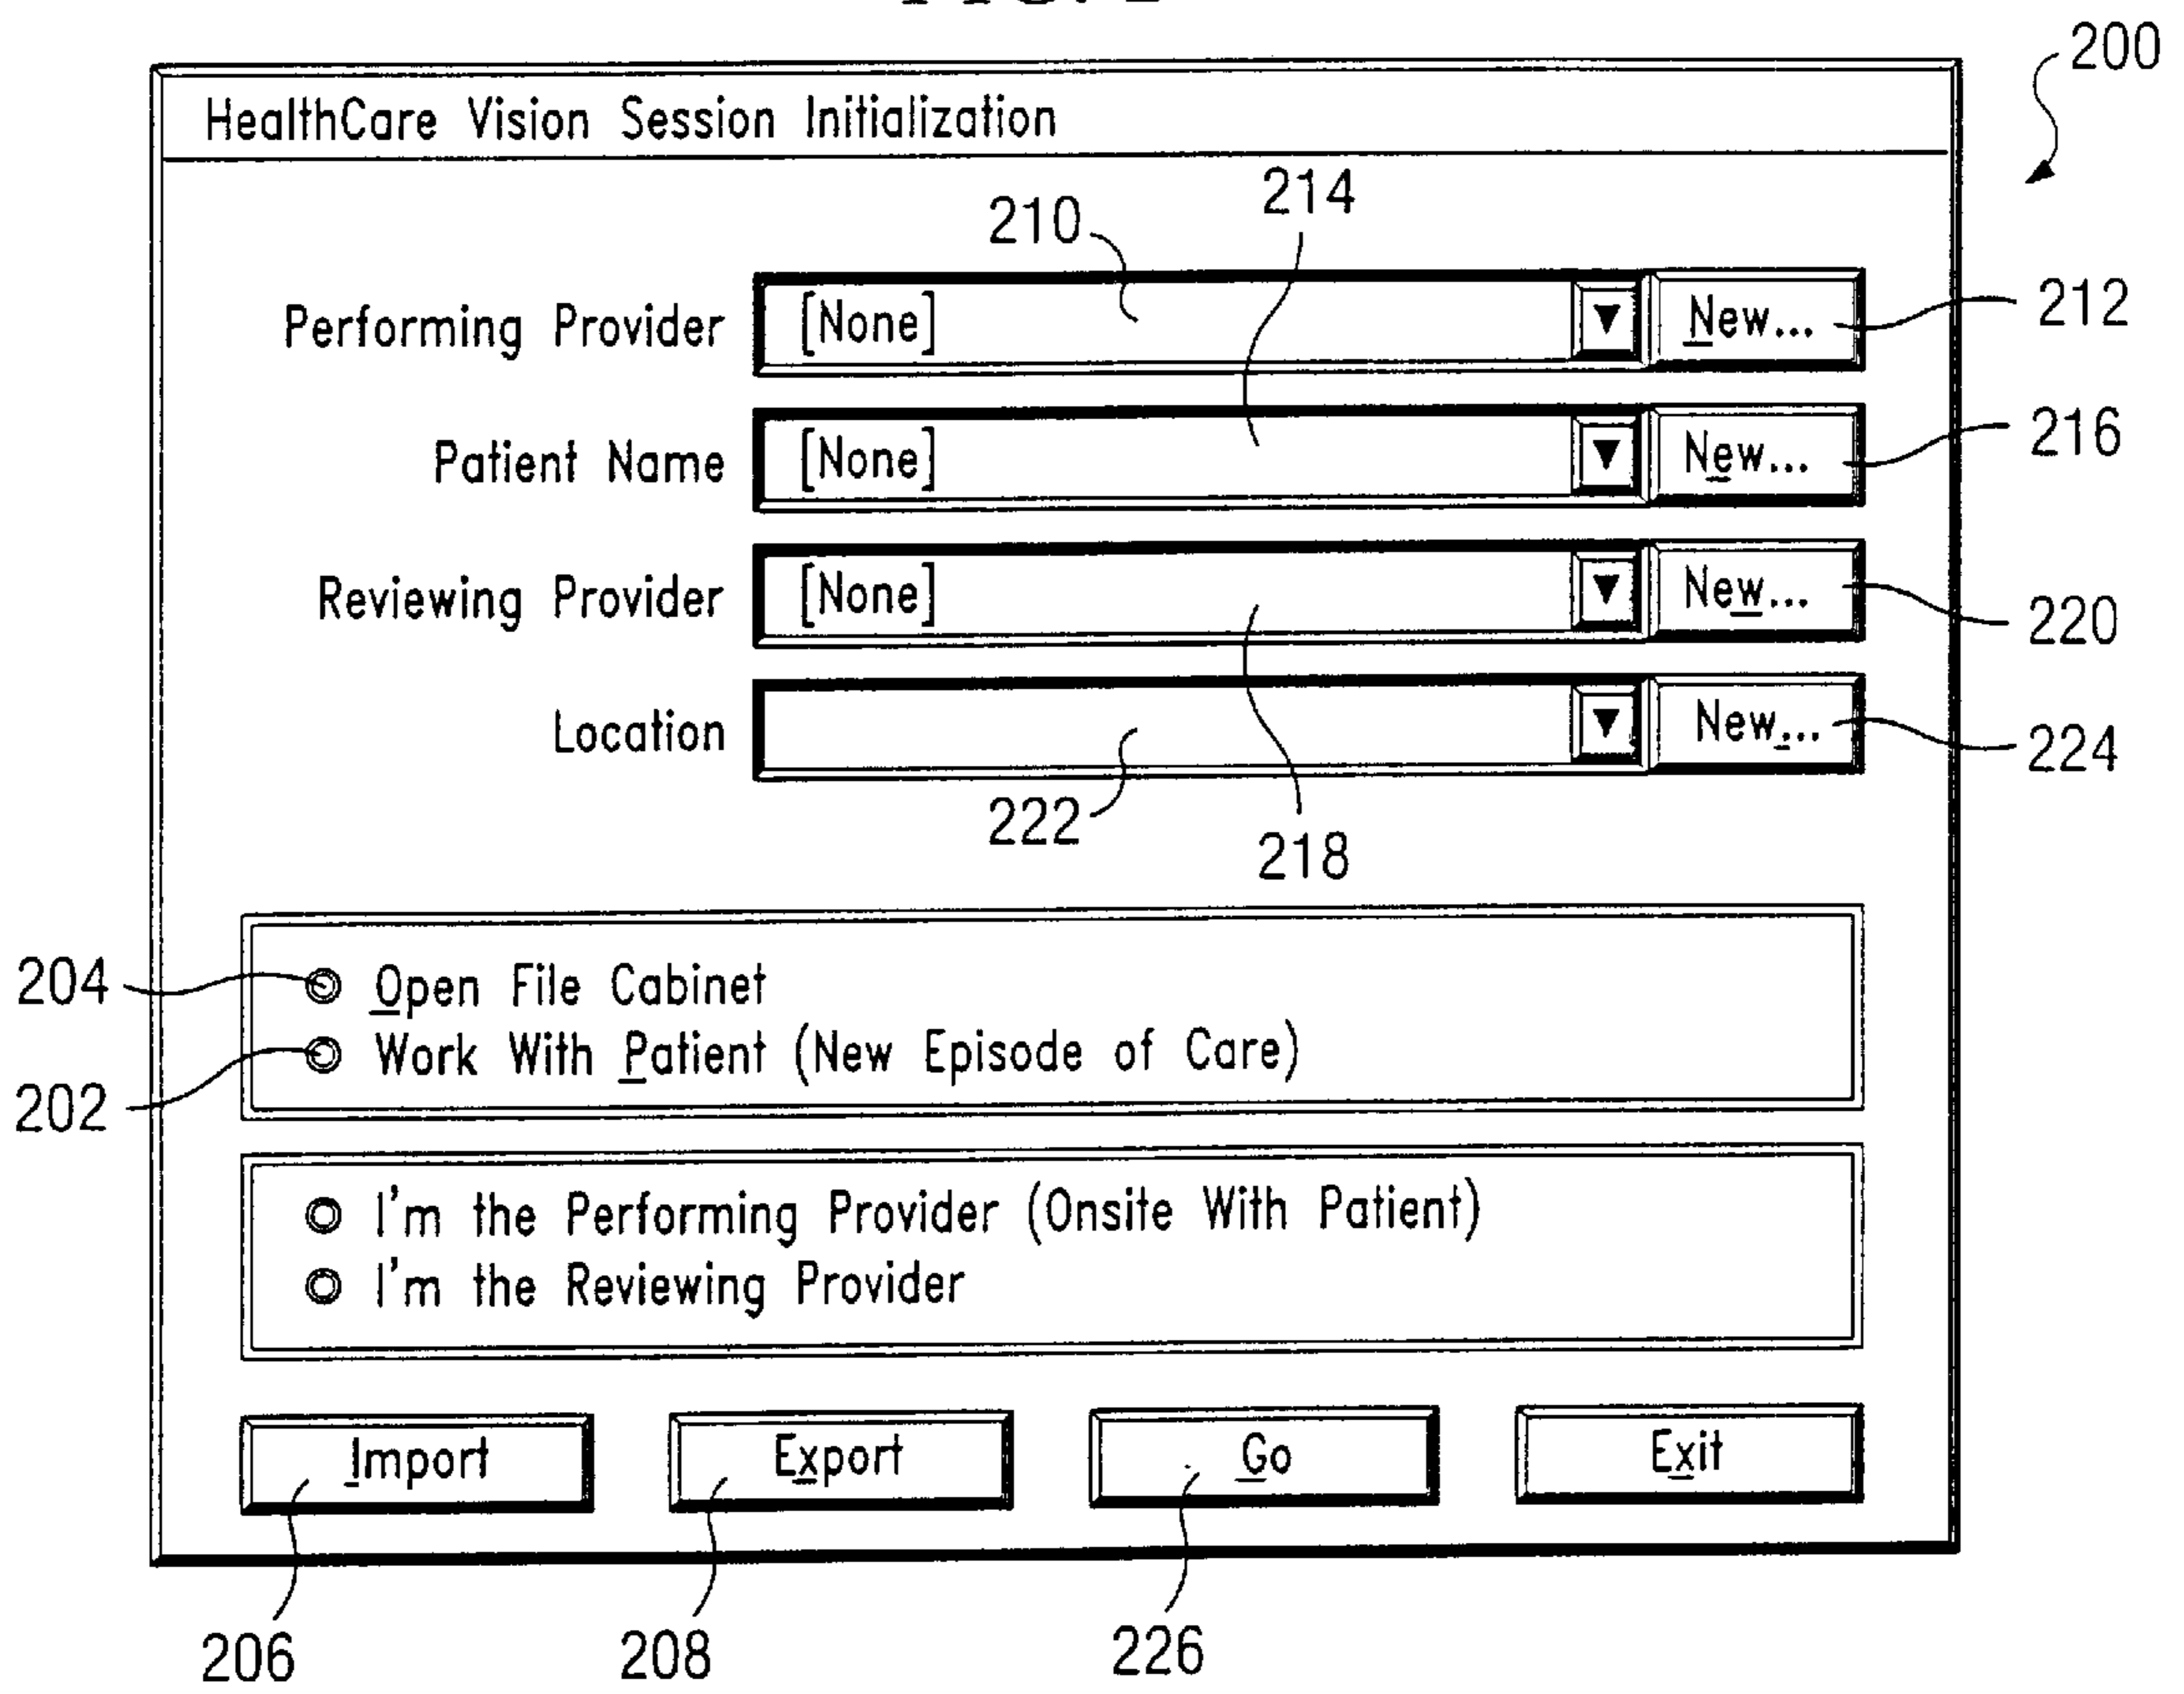 200
HealthCare Vision Session Initialization
214
210
Performing Provider [None] New... 212
Patient Name [None] New... 216
Reviewing Provider [None] New... 220
Location New... 224
222
218
204 Open File Cabinet
Work With Patient (New Episode of Care)
202
I'm the Performing Provider (Onsite With Patient)
I'm the Reviewing Provider
Import Export Go Exit
206 208 226